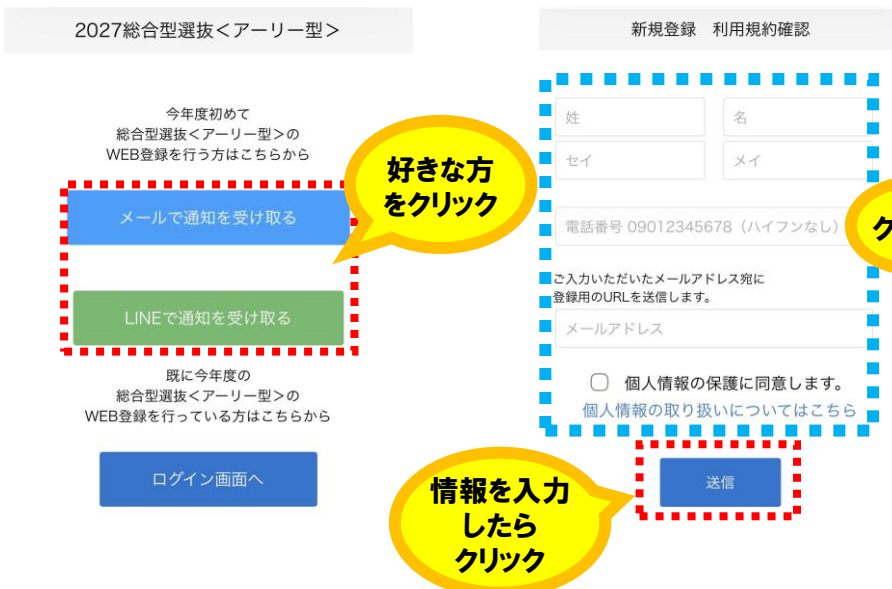 2027総合型選抜＜アーリー型＞
今年度初めて
総合型選抜＜アーリー型＞の
WEB登録を行う方はこちらから
好きな方
をクリック
メールで通知を受け取る
LINEで通知を受け取る
既に今年度の
総合型選抜＜アーリー型＞の
WEB登録を行っている方はこちらから
ログイン画面へ
新規登録　利用規約確認
姓
名
セイ
メイ
電話番号 09012345678（ハイフンなし）
ク
ご入力いただいたメールアドレス宛に
登録用のURLを送信します。
メールアドレス
個人情報の保護に同意します。
個人情報の取り扱いについてはこちら
情報を入力
したら
クリック
送信